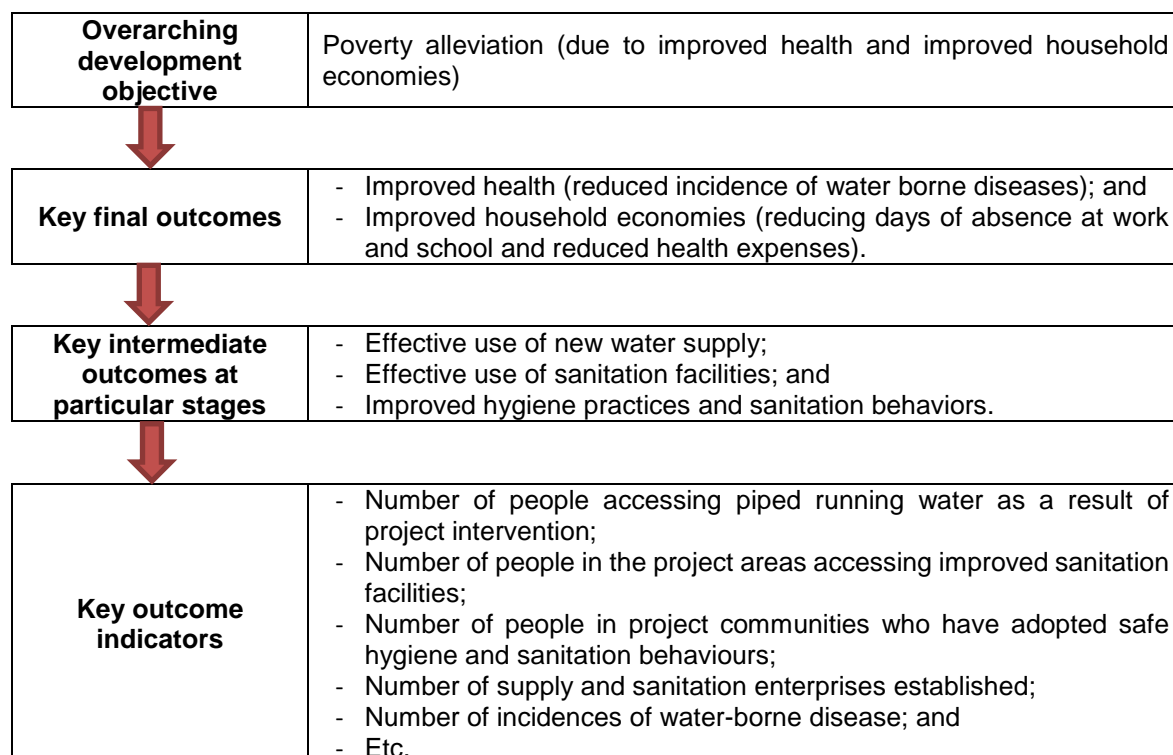 Overarching
development
objective
Poverty alleviation (due to improved health and improved household
economies)
Key final outcomes
- Improved health (reduced incidence of water borne diseases); and
- Improved household economies (reducing days of absence at work
and school and reduced health expenses).
Key intermediate
outcomes at
particular stages
- Effective use of new water supply;
- Effective use of sanitation facilities; and
- Improved hygiene practices and sanitation behaviors.
Key outcome
indicators
- Number of people accessing piped running water as a result of
project intervention;
- Number of people in the project areas accessing improved sanitation
facilities;
- Number of people in project communities who have adopted safe
hygiene and sanitation behaviours;
- Number of supply and sanitation enterprises established;
- Number of incidences of water-borne disease; and
- Etc.